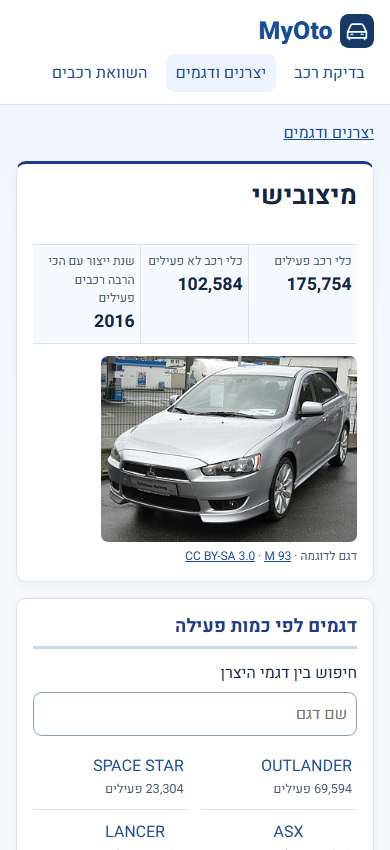 MyOto
בדיקת רכב
יצרנים ודגמים
השוואת רכבים
יצרנים ודגמים
מיצובישי
כלי רכב פעילים
175,754
כלי רכב לא פעילים
102,584
שנת ייצור עם הכי
הרבה רכבים
פעילים
2016
דגם לדוגמה · M 93 · CC BY-SA 3.0
דגמים לפי כמות פעילה
חיפוש בין דגמי היצרן
שם דגם
OUTLANDER
69,594 פעילים
SPACE STAR
23,304 פעילים
ASX
LANCER